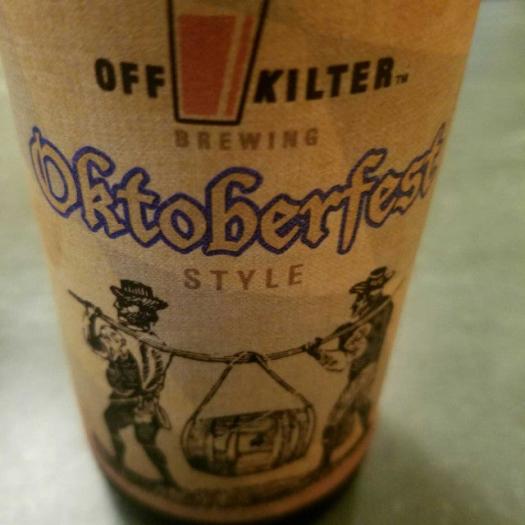 OFF KILTER™
BREWING
Oktoberfest
STYLE